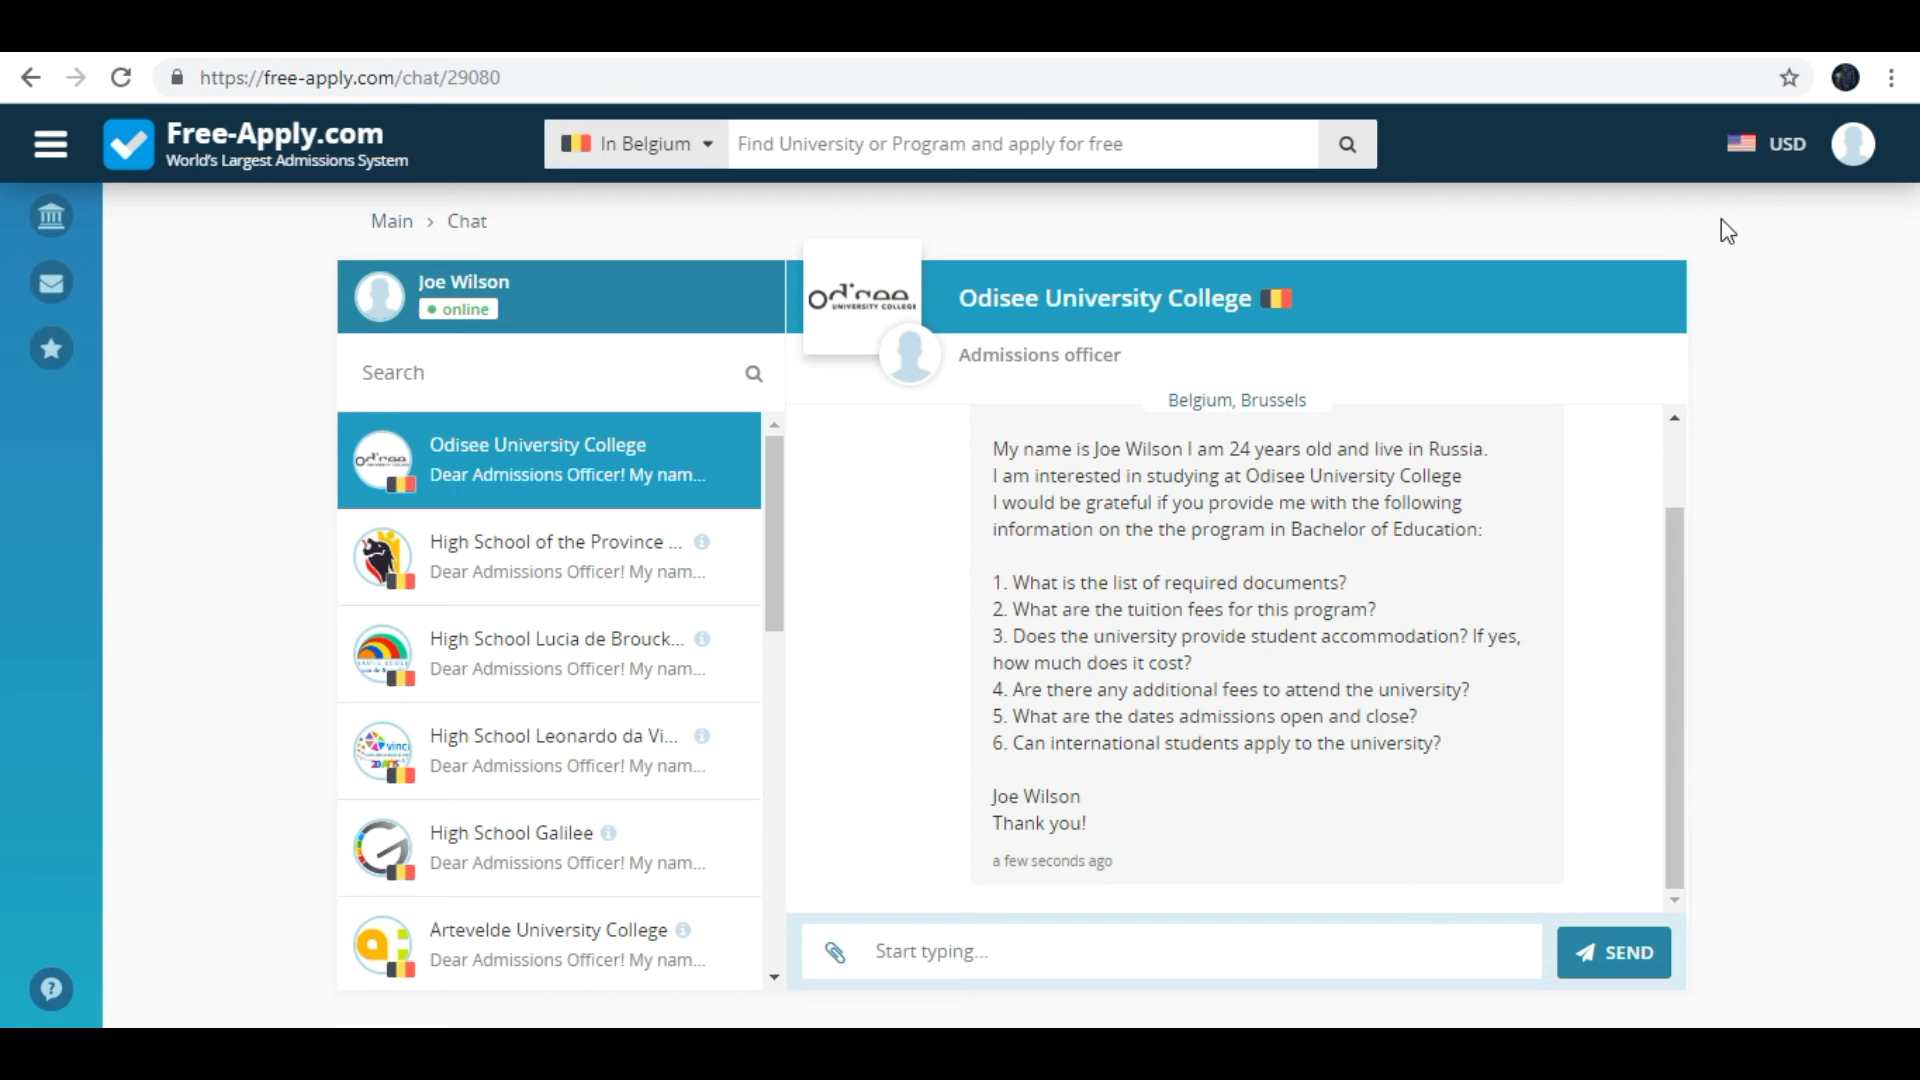 https://free-apply.com/chat/29080
Free-Apply.com
World's Largest Admissions System
In Belgium
Find University or Program and apply for free
USD
Main > Chat
Joe Wilson
online
Search
Odisee University College
Dear Admissions Officer! My nam...
High School of the Province ...
Dear Admissions Officer! My nam...
High School Lucia de Brouck...
Dear Admissions Officer! My nam...
High School Leonardo da Vi...
Dear Admissions Officer! My nam...
High School Galilee
Dear Admissions Officer! My nam...
Artevelde University College
Dear Admissions Officer! My nam...
odisee
UNIVERSITY COLLEGE
Odisee University College
Admissions officer
Belgium, Brussels
My name is Joe Wilson I am 24 years old and live in Russia.
I am interested in studying at Odisee University College
I would be grateful if you provide me with the following
information on the the program in Bachelor of Education:
1. What is the list of required documents?
2. What are the tuition fees for this program?
3. Does the university provide student accommodation? If yes,
how much does it cost?
4. Are there any additional fees to attend the university?
5. What are the dates admissions open and close?
6. Can international students apply to the university?
Joe Wilson
Thank you!
a few seconds ago
Start typing...
SEND